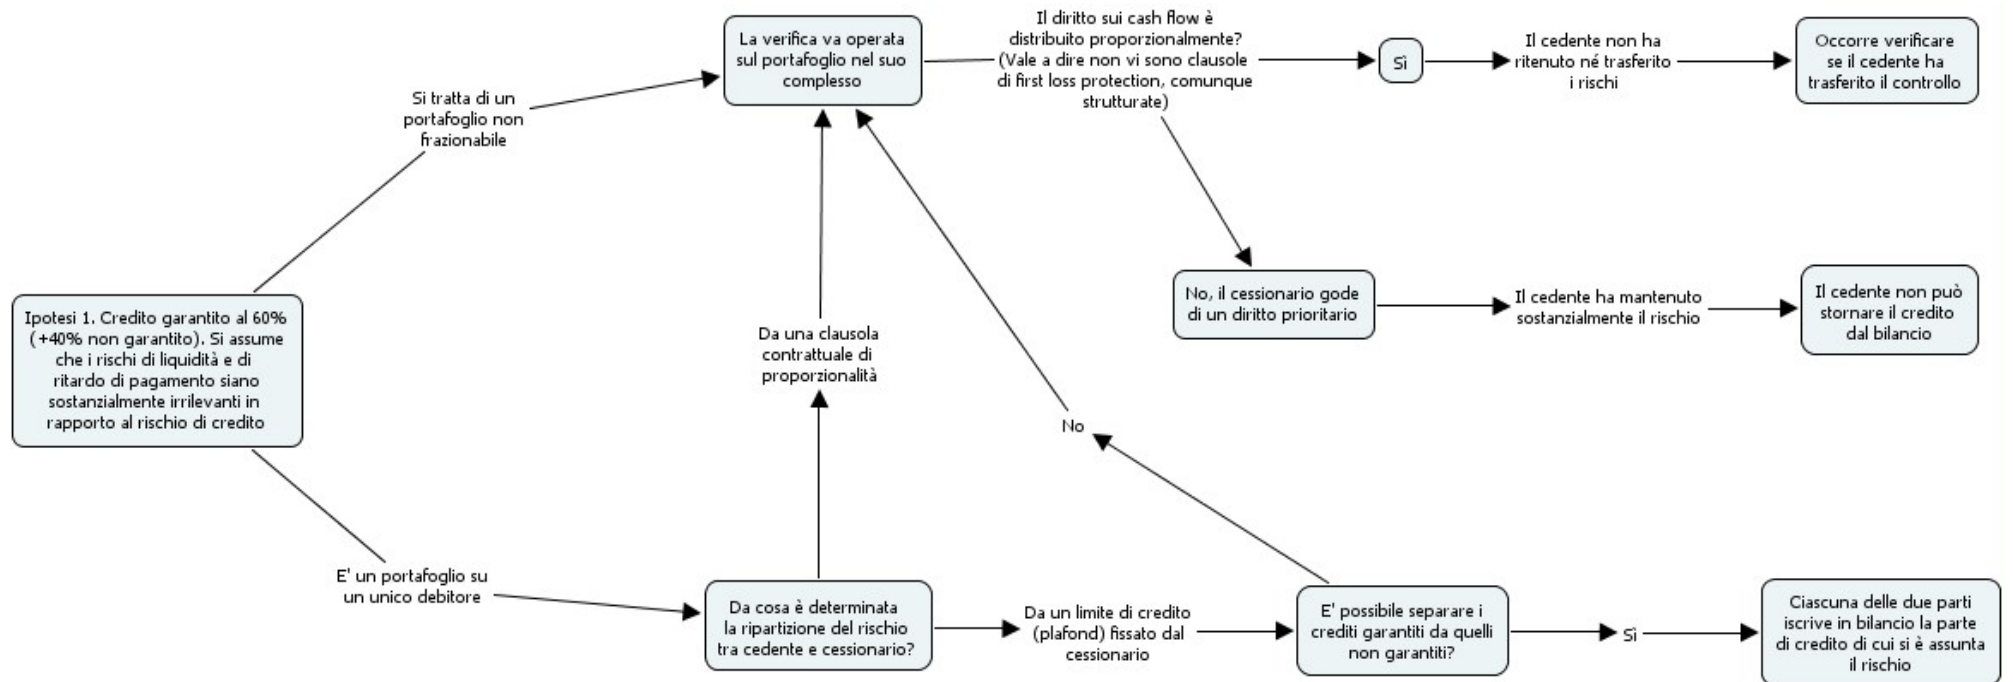 Il diritto sui cash flow è
distribuito proporzionalmente?
(Vale a dire non vi sono clausole
di first loss protection, comunque
strutturate)
La verifica va operata
sul portafoglio nel suo
complesso
Sì
Il cedente non ha
ritenuto né trasferito
i rischi
Occorre verificare
se il cedente ha
trasferito il controllo
Si tratta di un
portafoglio non
frazionabile
No, il cessionario gode
di un diritto prioritario
Il cedente ha mantenuto
sostanzialmente il rischio
Il cedente non può
stornare il credito
dal bilancio
Ipotesi 1. Credito garantito al 60%
(+40% non garantito). Si assume
che i rischi di liquidità e di
ritardo di pagamento siano
sostanzialmente irrilevanti in
rapporto al rischio di credito
Da una clausola
contrattuale di
proporzionalità
No
E' un portafoglio su
un unico debitore
Da cosa è determinata
la ripartizione del rischio
tra cedente e cessionario?
Da un limite di credito
(plafond) fissato dal
cessionario
E' possibile separare i
crediti garantiti da quelli
non garantiti?
Sì
Ciascuna delle due parti
iscrive in bilancio la parte
di credito di cui si è assunta
il rischio